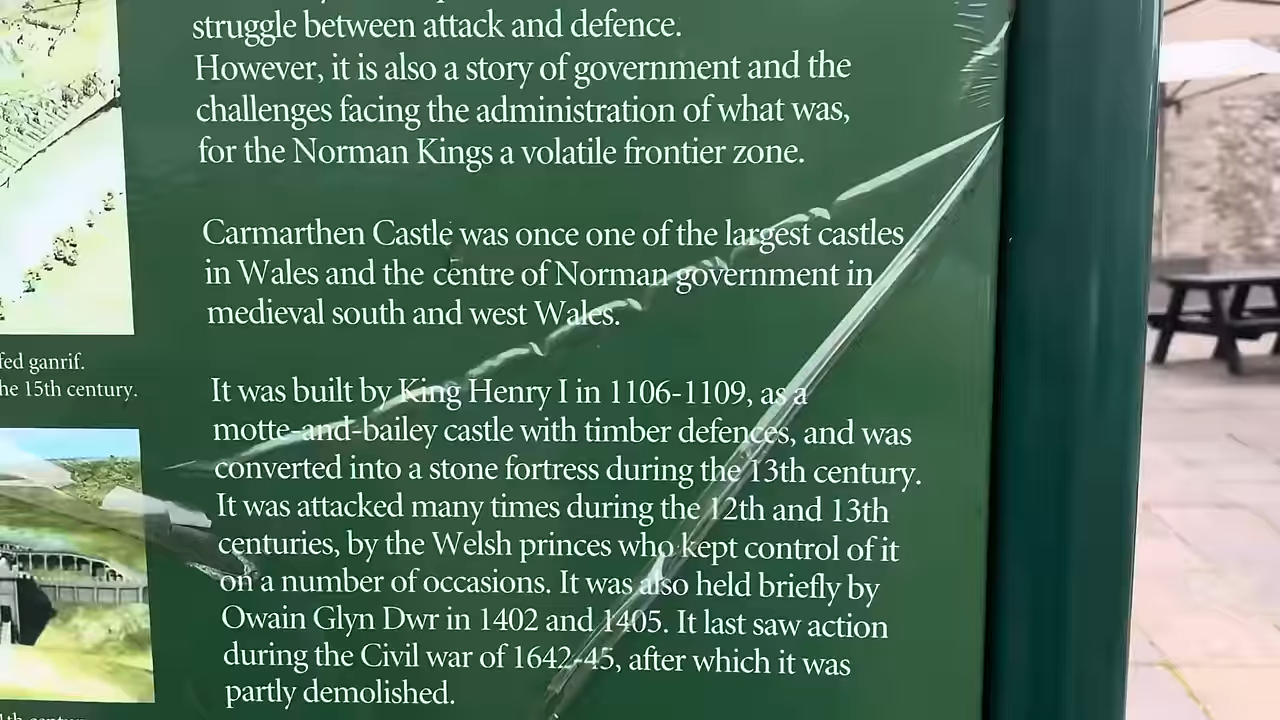 struggle between attack and defence.
However, it is also a story of government and the
challenges facing the administration of what was,
for the Norman Kings a volatile frontier zone.
Carmarthen Castle was once one of the largest castles
in Wales and the centre of Norman government in
medieval south and west Wales.
It was built by King Henry I in 1106-1109, as a
motte-and-bailey castle with timber defences, and was
converted into a stone fortress during the 13th century.
It was attacked many times during the 12th and 13th
centuries, by the Welsh princes who kept control of it
on a number of occasions. It was also held briefly by
Owain Glyn Dwr in 1402 and 1405. It last saw action
during the Civil war of 1642-45, after which it was
partly demolished.
fed ganrif.
he 15th century.